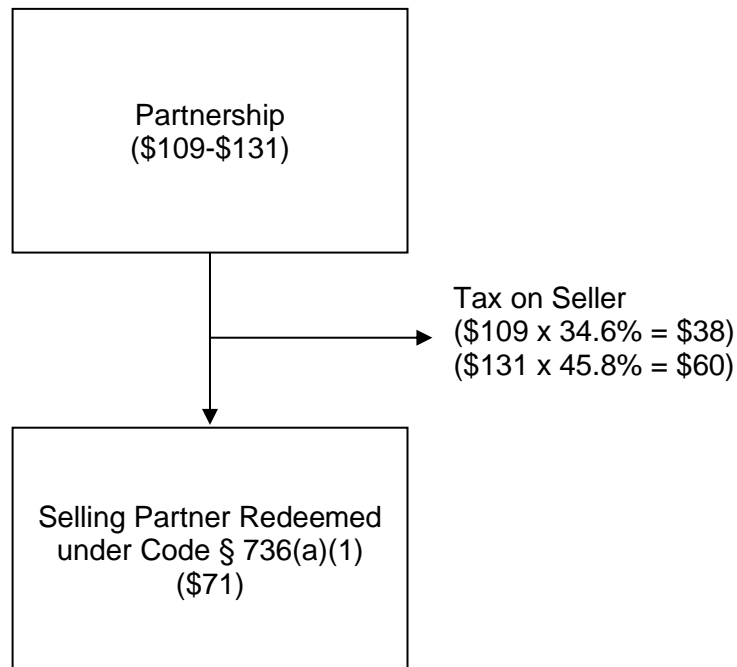 Partnership
($109-$131)
Tax on Seller
($109 x 34.6% = $38)
($131 x 45.8% = $60)
Selling Partner Redeemed
under Code § 736(a)(1)
($71)